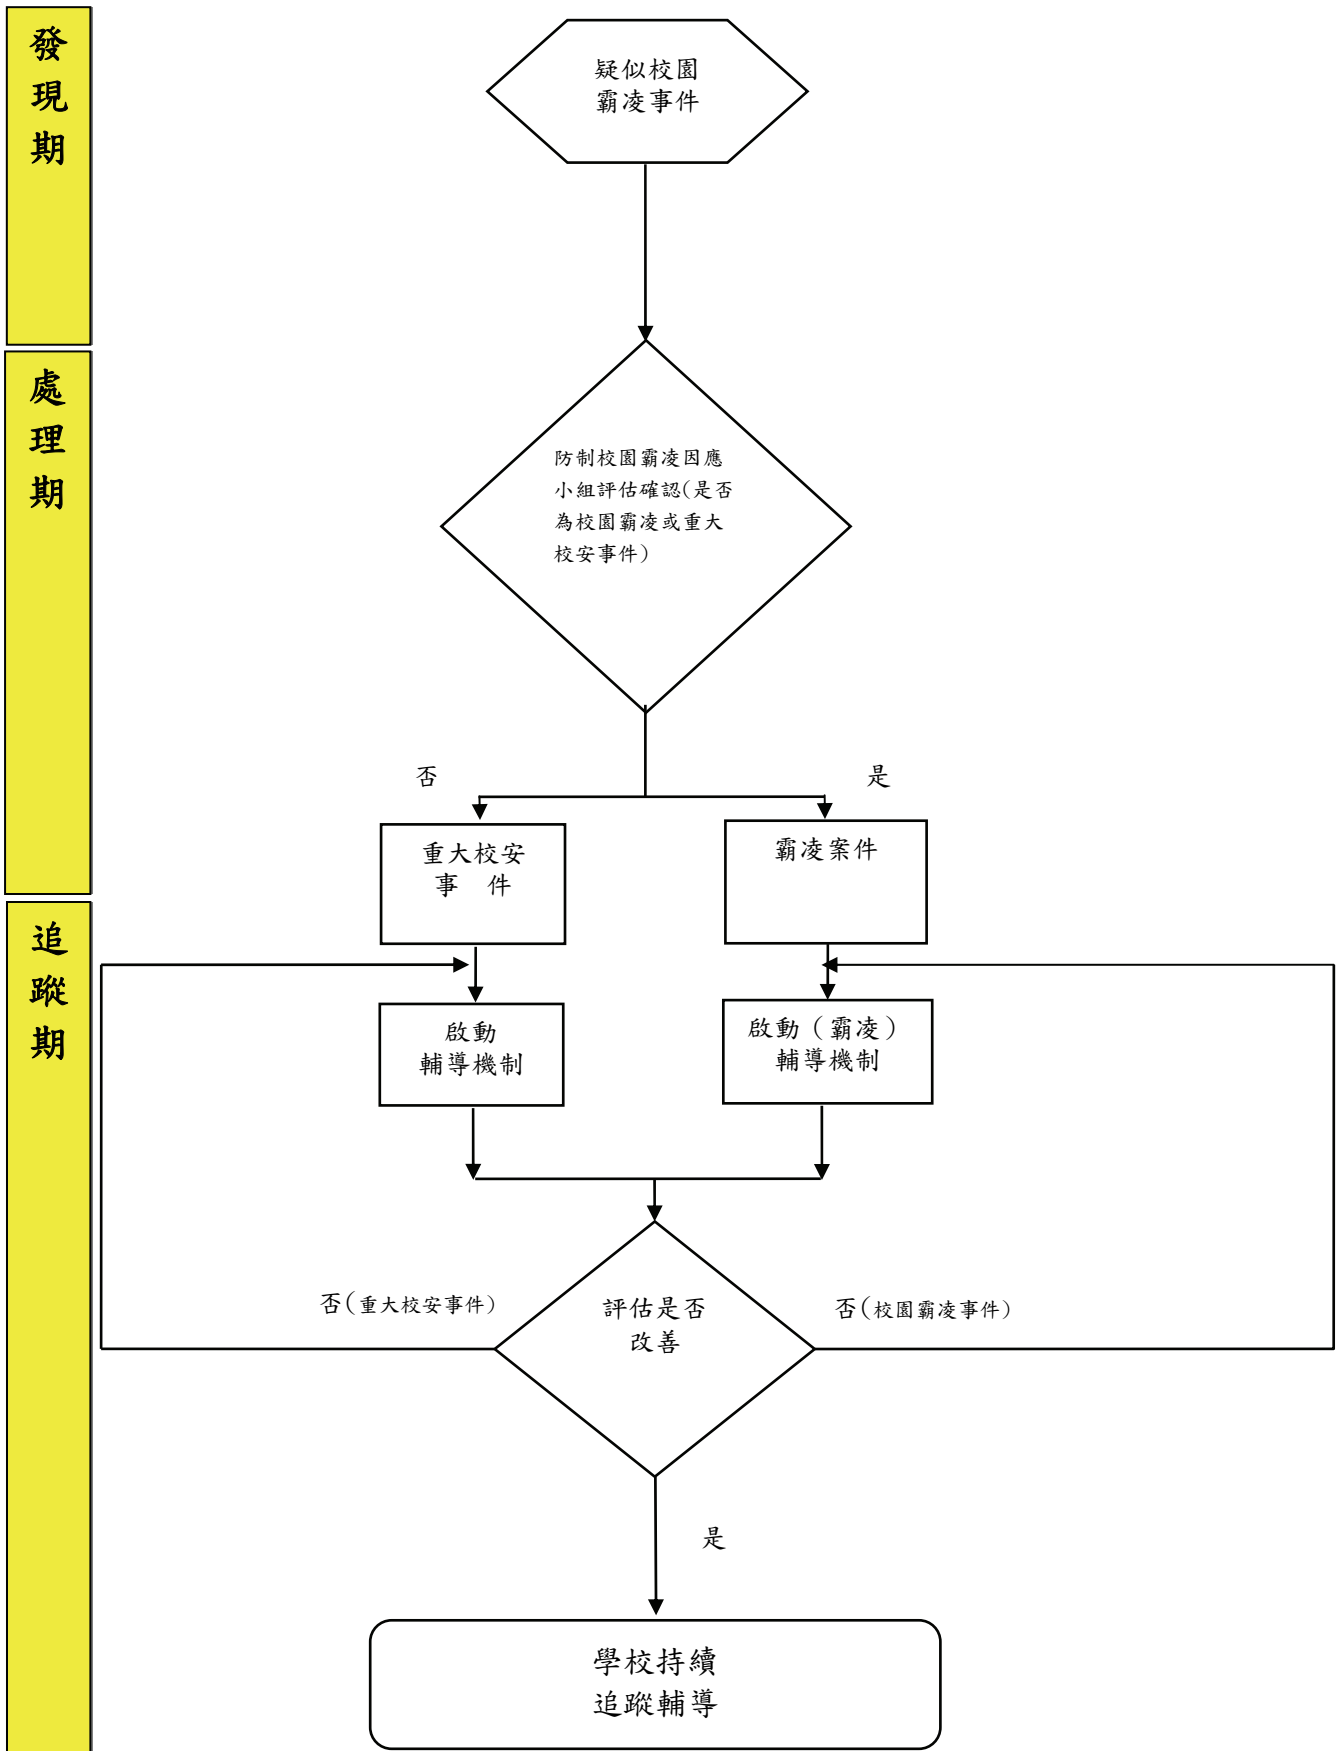 發
現
期
疑似校園
霸凌事件
處
理
期
防制校園霸凌因應
小組評估確認(是否
為校園霸凌或重大
校安事件)
否
是
重大校安
事　件
霸凌案件
追
蹤
期
啟動
輔導機制
啟動（霸凌）
輔導機制
否(重大校安事件)
評估是否
改善
否(校園霸凌事件)
是
學校持續
追蹤輔導